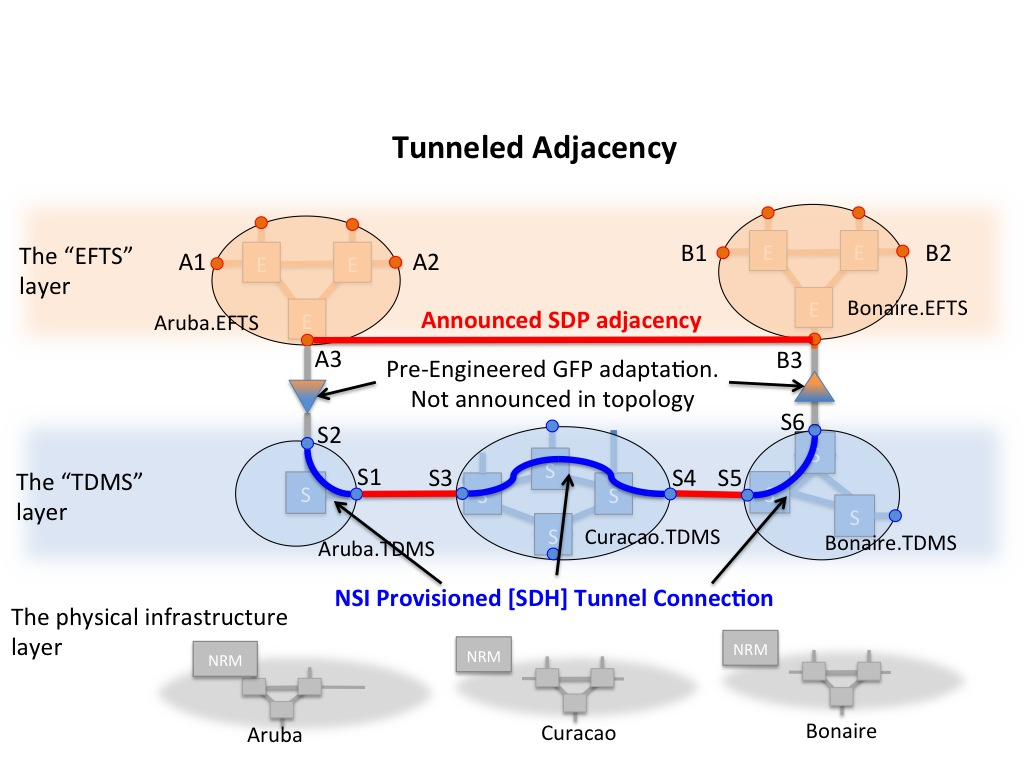 Tunneled Adjacency
The “EFTS”
layer
A1
E
E
A2
E
Aruba.EFTS
B1
E
E
B2
E
Bonaire.EFTS
Announced SDP adjacency
A3
B3
Pre-Engineered GFP adaptation.
Not announced in topology
The “TDMS”
layer
S2
S
S1
Aruba.TDMS
S3
S
S
S
S
S4
Curacao.TDMS
S5
S6
S
S
S
Bonaire.TDMS
NSI Provisioned [SDH] Tunnel Connection
The physical infrastructure
layer
NRM
Aruba
NRM
Curacao
NRM
Bonaire